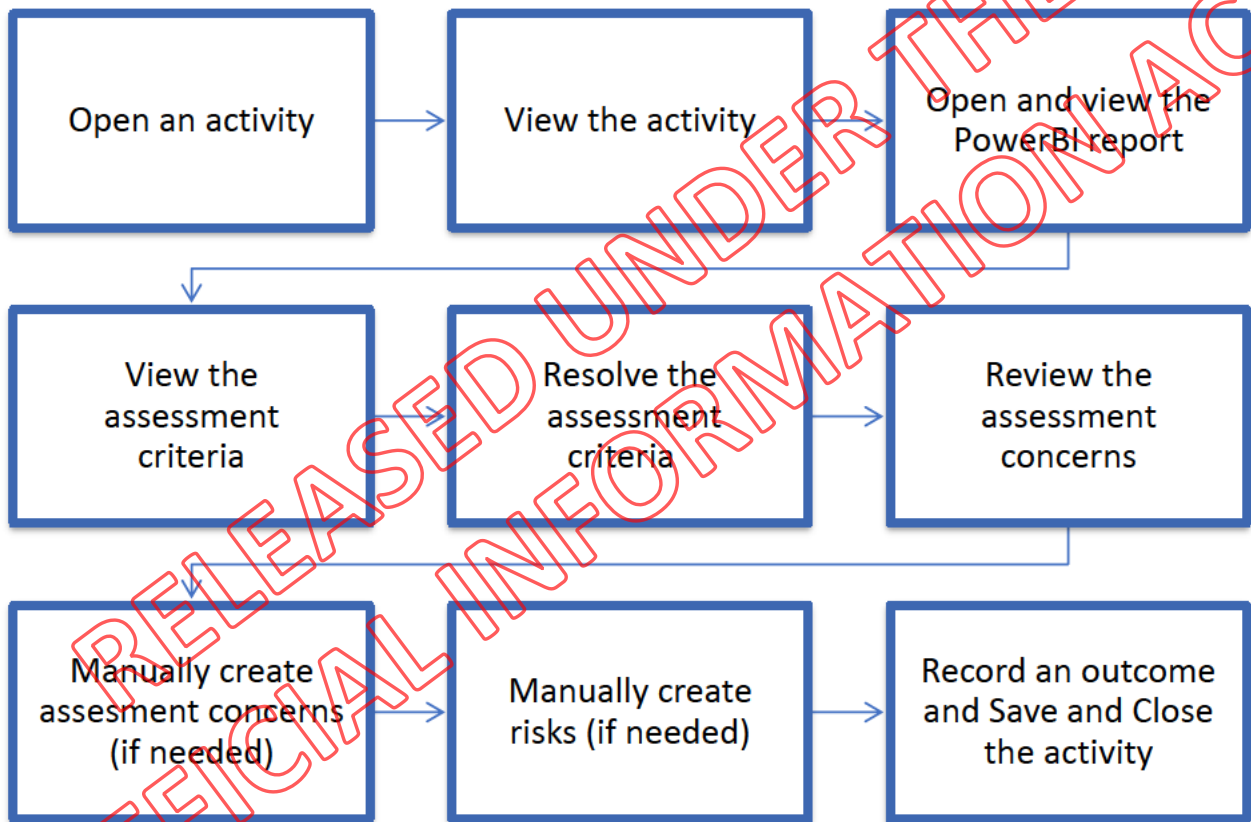 Open an activity
View the activity
Open and view the
PowerBI report
View the
assessment
criteria
Resolve the
assessment
criteria
Review the
assessment
concerns
Manually create
assesment concerns
(if needed)
Manually create
risks (if needed)
Record an outcome
and Save and Close
the activity
RELEASED UNDER THE
OFFICIAL INFORMATION ACT